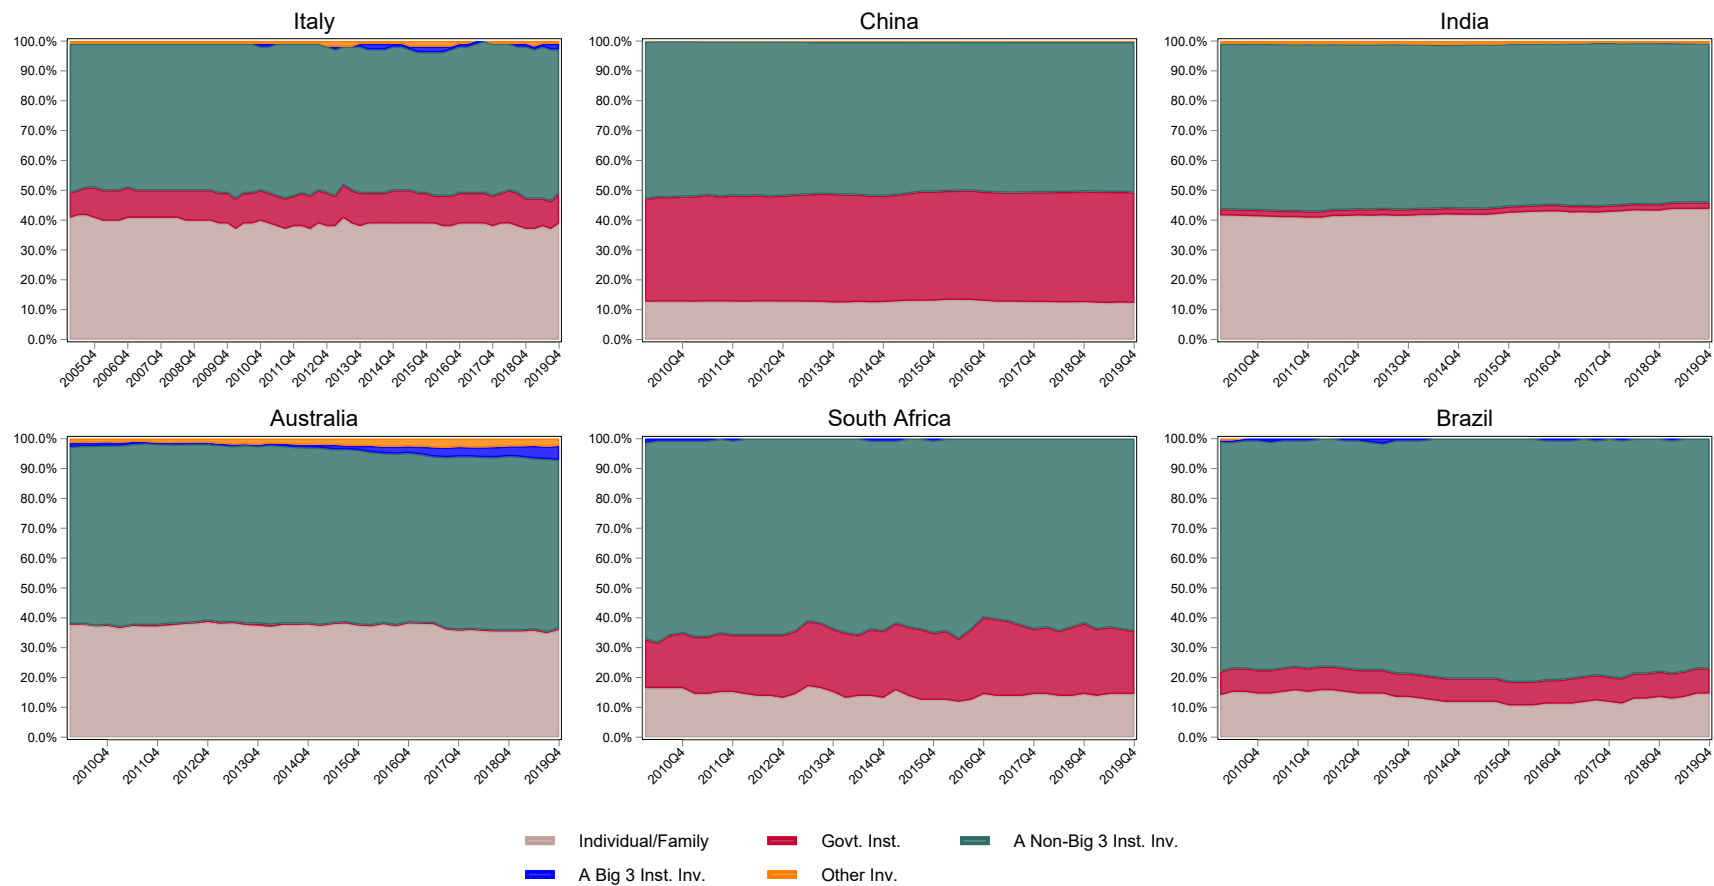 Italy
100.0%
90.0%
80.0%
70.0%
60.0%
50.0%
40.0%
30.0%
20.0%
10.0%
0.0%
2005Q4
2006Q4
2007Q4
2008Q4
2009Q4
2010Q4
2011Q4
2012Q4
2013Q4
2014Q4
2015Q4
2016Q4
2017Q4
2018Q4
2019Q4
China
100.0%
90.0%
80.0%
70.0%
60.0%
50.0%
40.0%
30.0%
20.0%
10.0%
0.0%
2010Q4
2011Q4
2012Q4
2013Q4
2014Q4
2015Q4
2016Q4
2017Q4
2018Q4
2019Q4
India
100.0%
90.0%
80.0%
70.0%
60.0%
50.0%
40.0%
30.0%
20.0%
10.0%
0.0%
2010Q4
2011Q4
2012Q4
2013Q4
2014Q4
2015Q4
2016Q4
2017Q4
2018Q4
2019Q4
Australia
100.0%
90.0%
80.0%
70.0%
60.0%
50.0%
40.0%
30.0%
20.0%
10.0%
0.0%
2010Q4
2011Q4
2012Q4
2013Q4
2014Q4
2015Q4
2016Q4
2017Q4
2018Q4
2019Q4
South Africa
100.0%
90.0%
80.0%
70.0%
60.0%
50.0%
40.0%
30.0%
20.0%
10.0%
0.0%
2010Q4
2011Q4
2012Q4
2013Q4
2014Q4
2015Q4
2016Q4
2017Q4
2018Q4
2019Q4
Brazil
100.0%
90.0%
80.0%
70.0%
60.0%
50.0%
40.0%
30.0%
20.0%
10.0%
0.0%
2010Q4
2011Q4
2012Q4
2013Q4
2014Q4
2015Q4
2016Q4
2017Q4
2018Q4
2019Q4
Individual/Family
Govt. Inst.
A Non-Big 3 Inst. Inv.
A Big 3 Inst. Inv.
Other Inv.